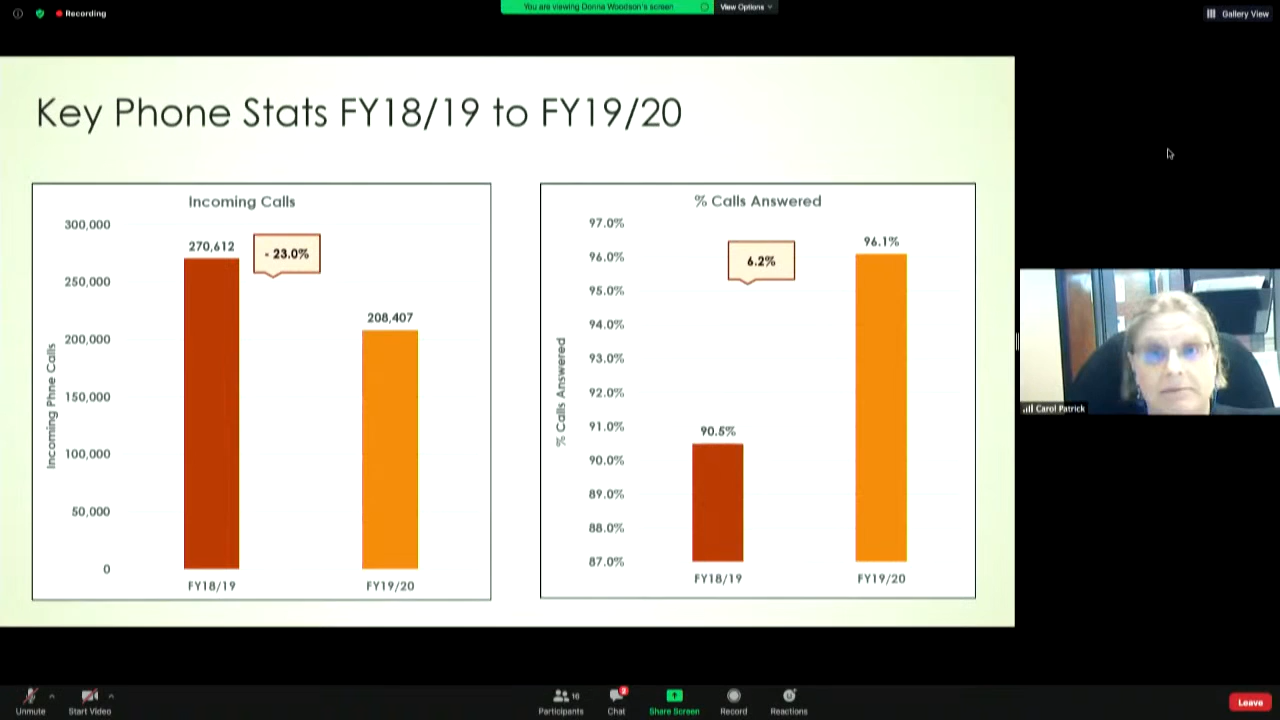 Recording
You are viewing Donna Woodson's screen
View Options
Gallery View
Key Phone Stats FY18/19 to FY19/20
Incoming Calls
300,000
250,000
200,000
150,000
100,000
50,000
0
Incoming Phne Calls
270,612
- 23.0%
208,407
FY18/19
FY19/20
% Calls Answered
97.0%
96.0%
95.0%
94.0%
93.0%
92.0%
91.0%
90.0%
89.0%
88.0%
87.0%
% Calls Answered
90.5%
6.2%
96.1%
FY18/19
FY19/20
Carol Patrick
Unmute
Start Video
Participants
16
Chat
2
Share Screen
Record
Reactions
Leave